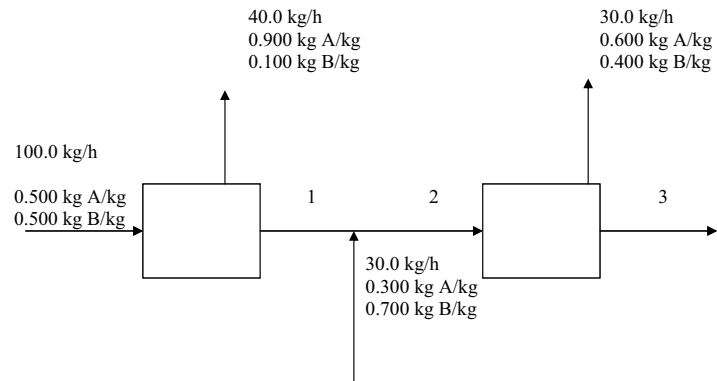 40.0 kg/h
0.900 kg A/kg
0.100 kg B/kg
30.0 kg/h
0.600 kg A/kg
0.400 kg B/kg
100.0 kg/h
0.500 kg A/kg
0.500 kg B/kg
1
2
3
30.0 kg/h
0.300 kg A/kg
0.700 kg B/kg